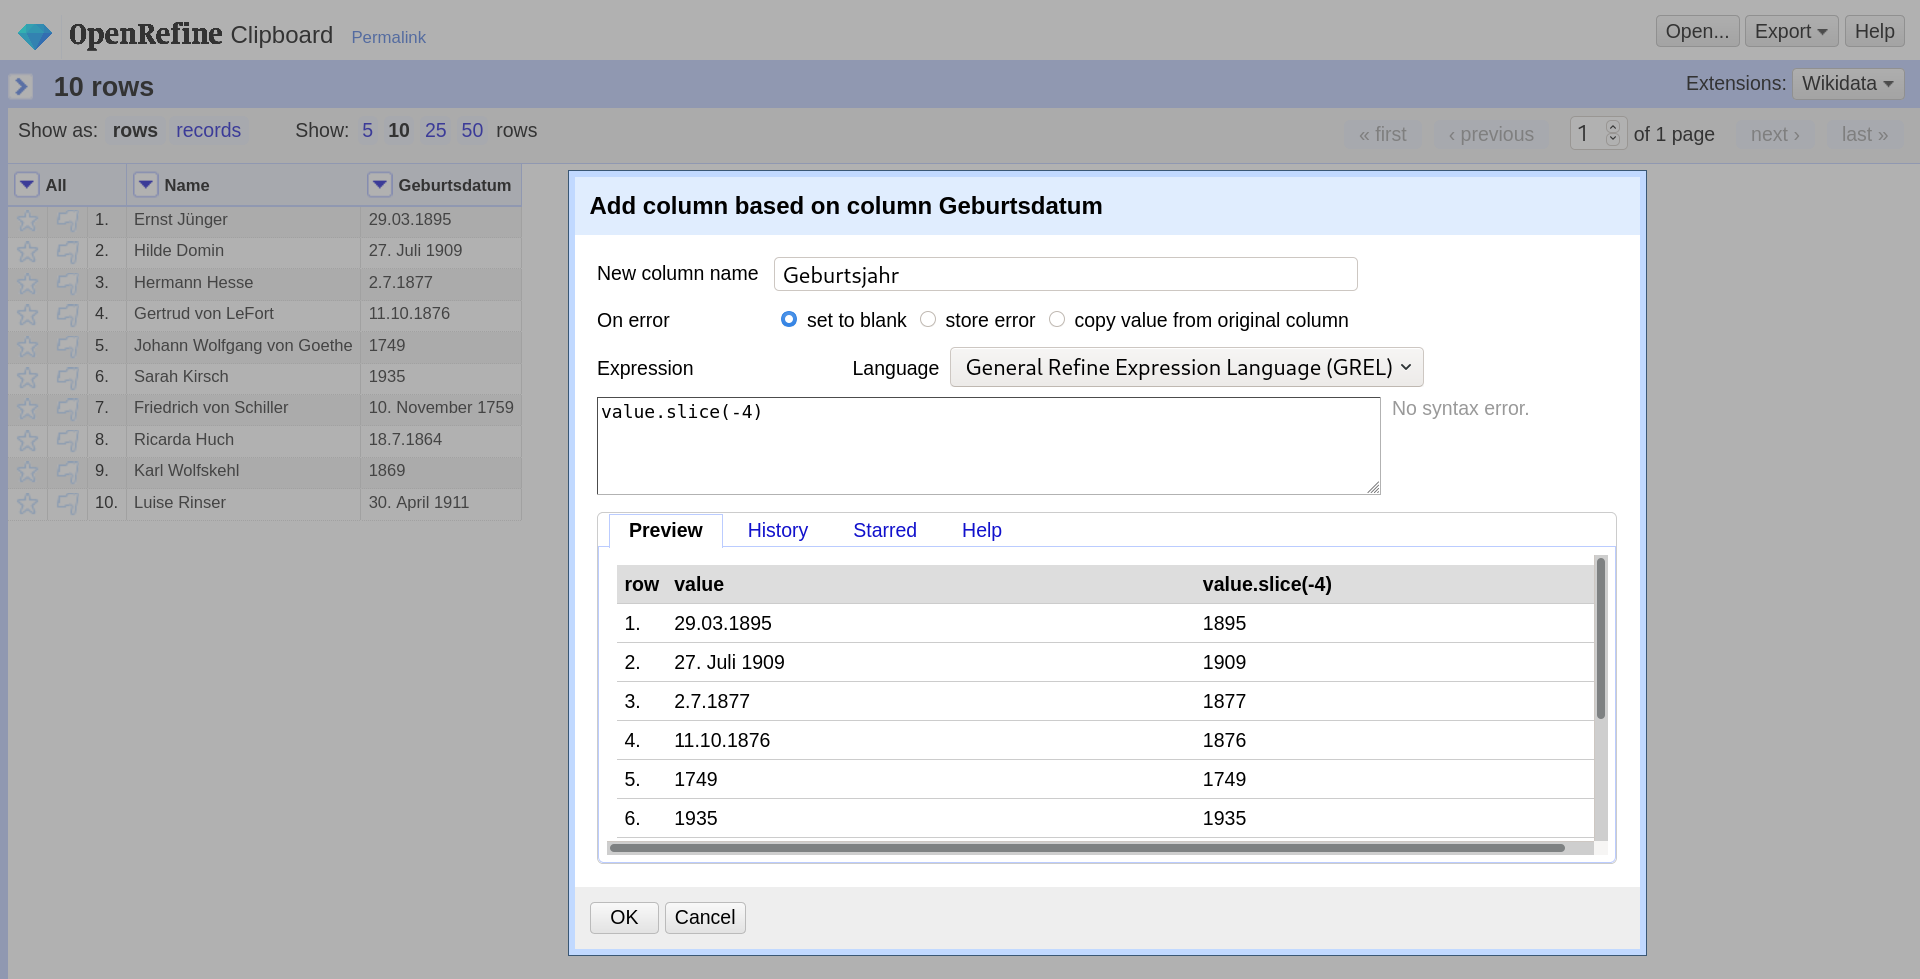 OpenRefine Clipboard Permalink Open... Export Help
10 rows Extensions: Wikidata
Show as: rows records Show: 5 10 25 50 rows « first ‹ previous 1 of 1 page next › last »
All Name Geburtsdatum
1. Ernst Jünger 29.03.1895
2. Hilde Domin 27. Juli 1909
3. Hermann Hesse 2.7.1877
4. Gertrud von LeFort 11.10.1876
5. Johann Wolfgang von Goethe 1749
6. Sarah Kirsch 1935
7. Friedrich von Schiller 10. November 1759
8. Ricarda Huch 18.7.1864
9. Karl Wolfskehl 1869
10. Luise Rinser 30. April 1911
Add column based on column Geburtsdatum
New column name Geburtsjahr
On error set to blank store error copy value from original column
Expression Language General Refine Expression Language (GREL)
value.slice(-4) No syntax error.
Preview History Starred Help
row value value.slice(-4)
1. 29.03.1895 1895
2. 27. Juli 1909 1909
3. 2.7.1877 1877
4. 11.10.1876 1876
5. 1749 1749
6. 1935 1935
OK Cancel